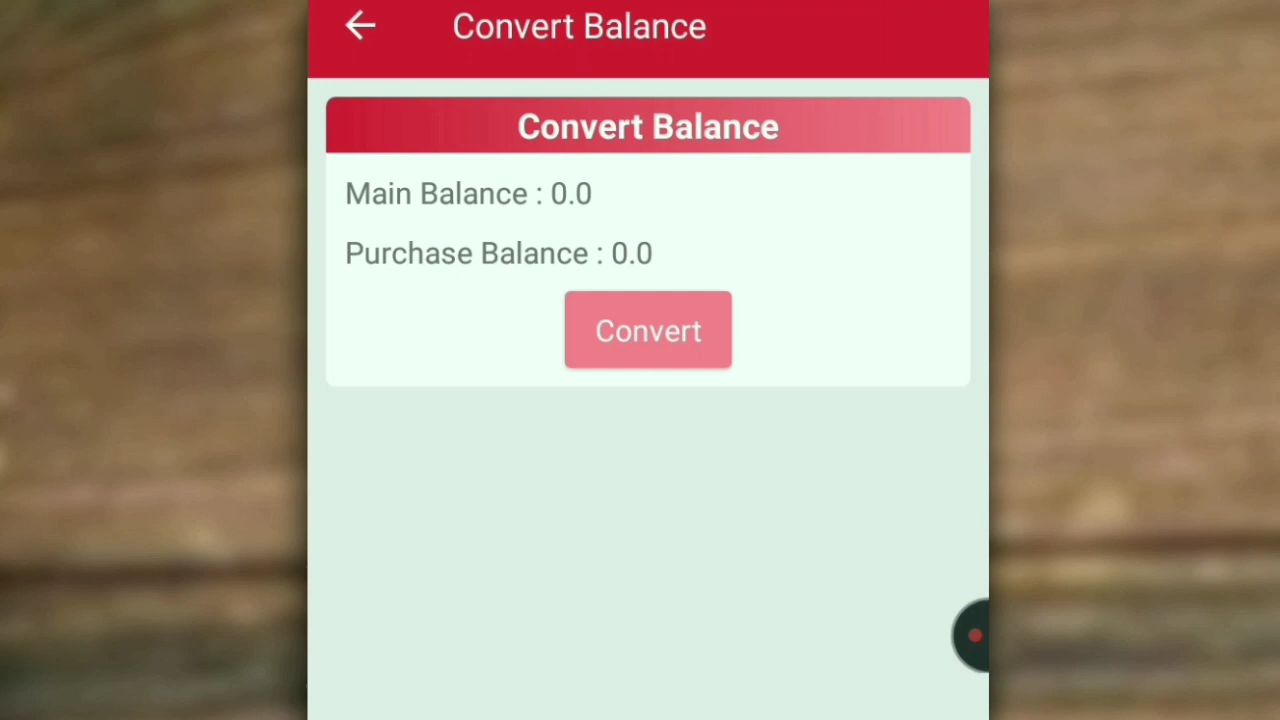 Convert Balance
Convert Balance
Main Balance : 0.0
Purchase Balance : 0.0
Convert